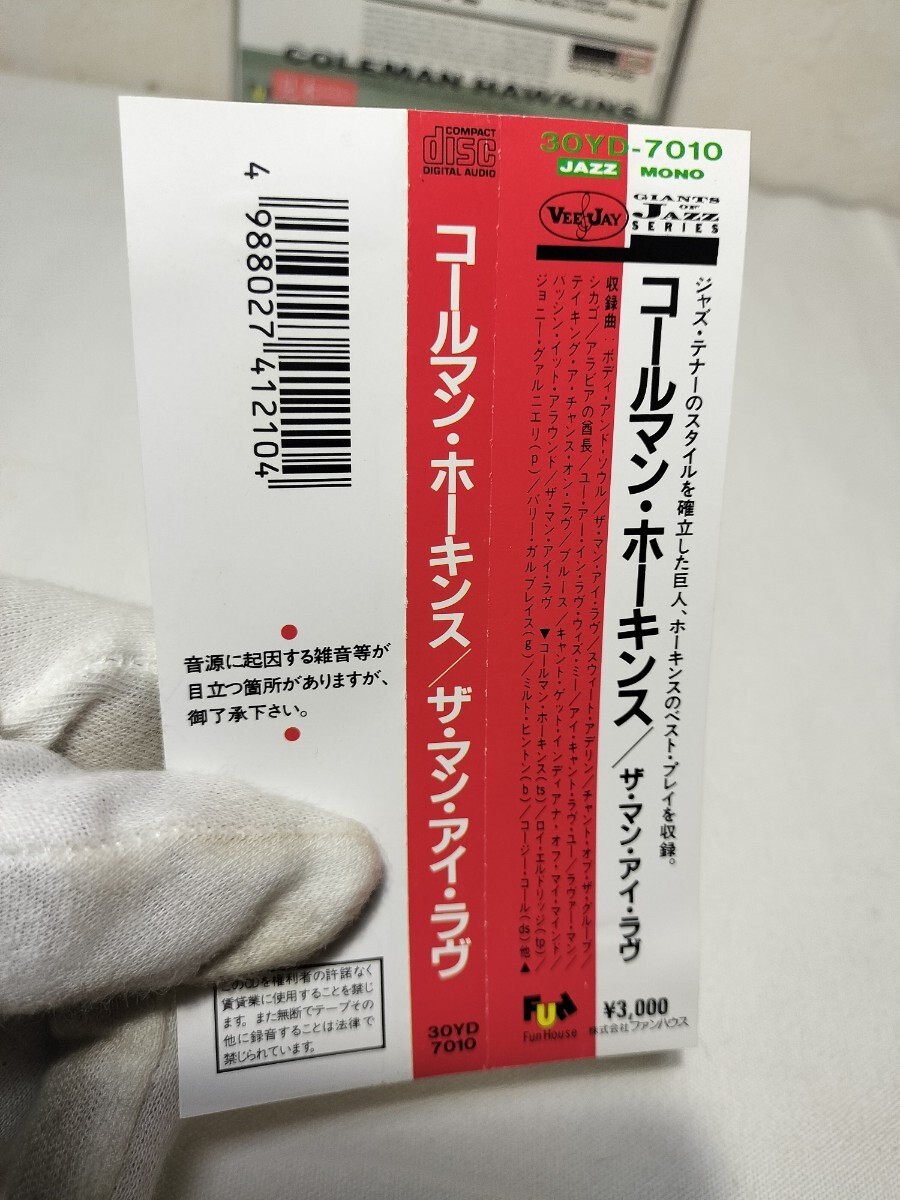 COLEMAN HAWKINS
30YD-7010
JAZZ
MONO
VEE JAY
GIANTS
OF
JAZZ
SERIES
ジャズ・テナーのスタイルを確立した巨人、ホーキンスのベスト・プレイを収録。
コールマン・ホーキンス/ザ・マン・アイ・ラヴ
収録曲:ボディ・アンド・ソウル/ザ・マン・アイ・ラヴ/スウィート・アデリン/チャント・オブ・ザ・グルーブ/
シカゴ/アラビアの酋長/ユー・アー・イン・ラヴ・ウィズ・ミー/アイ・キャント・ラヴ・ユー/ラヴァー・マン/
テイキング・ア・チャンス・オン・ラヴ/ブルース/キャント・ゲット・インディアナ・オフ・マイ・マインド/
パッシン・イット・アラウンド/ザ・マン・アイ・ラヴ ▼コールマン・ホーキンス(ts)/ロイ・エルドリッジ(tp)/
ジョニー・グァルニエリ(p)/バリー・ガルブレイス(g)/ミルト・ヒントン(b)/コージー・コール(ds)他▲
Fun
Fun House
¥3,000
株式会社ファンハウス
COMPACT
disc
DIGITAL AUDIO
コールマン・ホーキンス/ザ・マン・アイ・ラヴ
30YD
7010
4 988027 412104
●
音源に起因する雑音等が
目立つ箇所がありますが、
御了承下さい。
●
このCDを権利者の許諾なく
賃貸業に使用することを禁じ
ます。また無断でテープその
他に録音することは法律で
禁じられています。